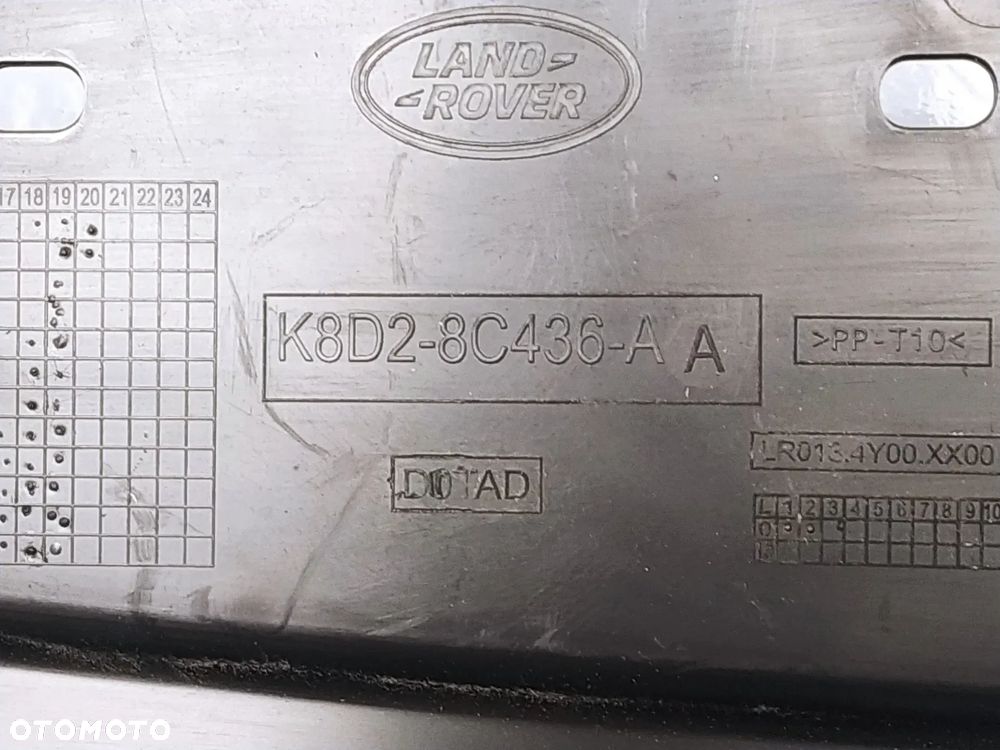 LAND
ROVER
17 18 19 20 21 22 23 24
K8D2-8C436-A A
>PP-T10<
LR013.4Y00.XX00
L 1 2 3 4 5 6 7 8 9 10
OTOMOTO